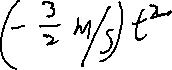 (-3/2 m/s) t²